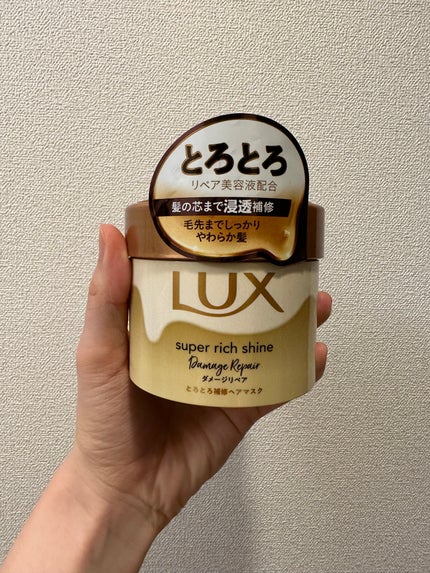 とろとろ
リペア美容液配合
髪の芯まで浸透補修
毛先までしっかり
やわらか髪
LUX
super rich shine
Damage Repair
ダメージリペア
とろとろ補修ヘアマスク